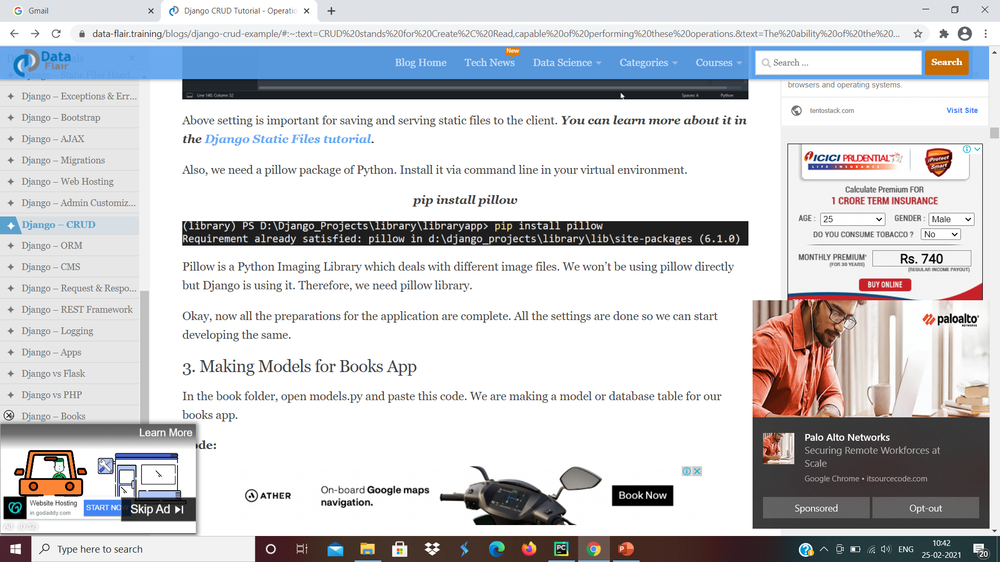 Gmail
Django CRUD Tutorial - Operatio
data-flair.training/blogs/django-crud-example/#:~:text=CRUD%20stands%20for%20Create%2C%20Read,capable%20of%20performing%20these%20operations.&text=The%20ability%20of%20the%20...
Data
Flair
Blog Home
Tech News
New
Data Science
Categories
Courses
Search ...
Search
Django – Static Files Hand...
Django – Exceptions & Err...
Django – Bootstrap
Django – AJAX
Django – Migrations
Django – Web Hosting
Django – Admin Customiz...
Django – CRUD
Django – ORM
Django – CMS
Django – Request & Respo...
Django – REST Framework
Django – Logging
Django – Apps
Django vs Flask
Django vs PHP
Django – Books
Line 140, Column 32
Spaces: 4
Python
Above setting is important for saving and serving static files to the client. You can learn more about it in
the Django Static Files tutorial.
Also, we need a pillow package of Python. Install it via command line in your virtual environment.
pip install pillow
(library) PS D:\Django_Projects\library\libraryapp> pip install pillow
Requirement already satisfied: pillow in d:\django_projects\library\lib\site-packages (6.1.0)
Pillow is a Python Imaging Library which deals with different image files. We won't be using pillow directly
but Django is using it. Therefore, we need pillow library.
Okay, now all the preparations for the application are complete. All the settings are done so we can start
developing the same.
3. Making Models for Books App
In the book folder, open models.py and paste this code. We are making a model or database table for our
books app.
ode:
ATHER
On-board Google maps
navigation.
Book Now
Learn More
Website Hosting
in.godaddy.com
START NO
Skip Ad
Ad · (0:32)
browsers and operating systems.
tentostack.com
Visit Site
ICICI PRUDENTIAL
LIFE INSURANCE
iProtect
Smart
Calculate Premium FOR
1 CRORE TERM INSURANCE
AGE : 25
GENDER : Male
DO YOU CONSUME TOBACCO ? No
MONTHLY PREMIUM*
(FOR 30 YEARS)
Rs. 740
(REGULAR INCOME PAYOUT)
BUY ONLINE
paloalto
NETWORKS
Palo Alto Networks
Securing Remote Workforces at
Scale
Google Chrome • itsourcecode.com
Sponsored
Opt-out
Type here to search
PC
P
ENG
10:42
25-02-2021
20